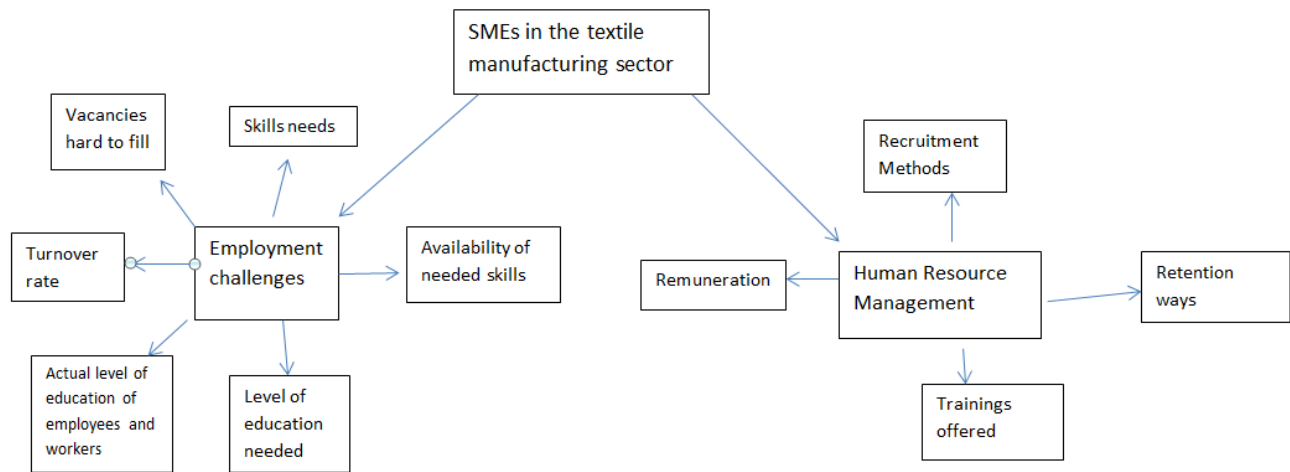 SMEs in the textile
manufacturing sector
Vacancies
hard to fill
Skills needs
Recruitment
Methods
Turnover
rate
Employment
challenges
Availability of
needed skills
Remuneration
Human Resource
Management
Retention
ways
Actual level of
education of
employees and
workers
Level of
education
needed
Trainings
offered